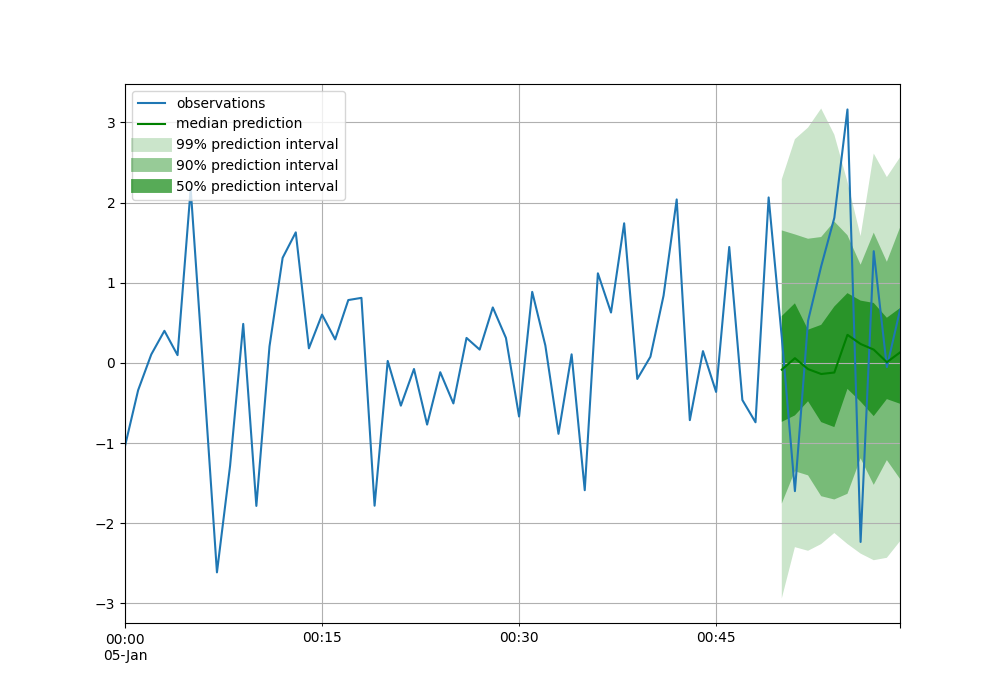 observations
median prediction
99% prediction interval
90% prediction interval
50% prediction interval
3
2
1
0
−1
−2
−3
00:00
05-Jan
00:15
00:30
00:45